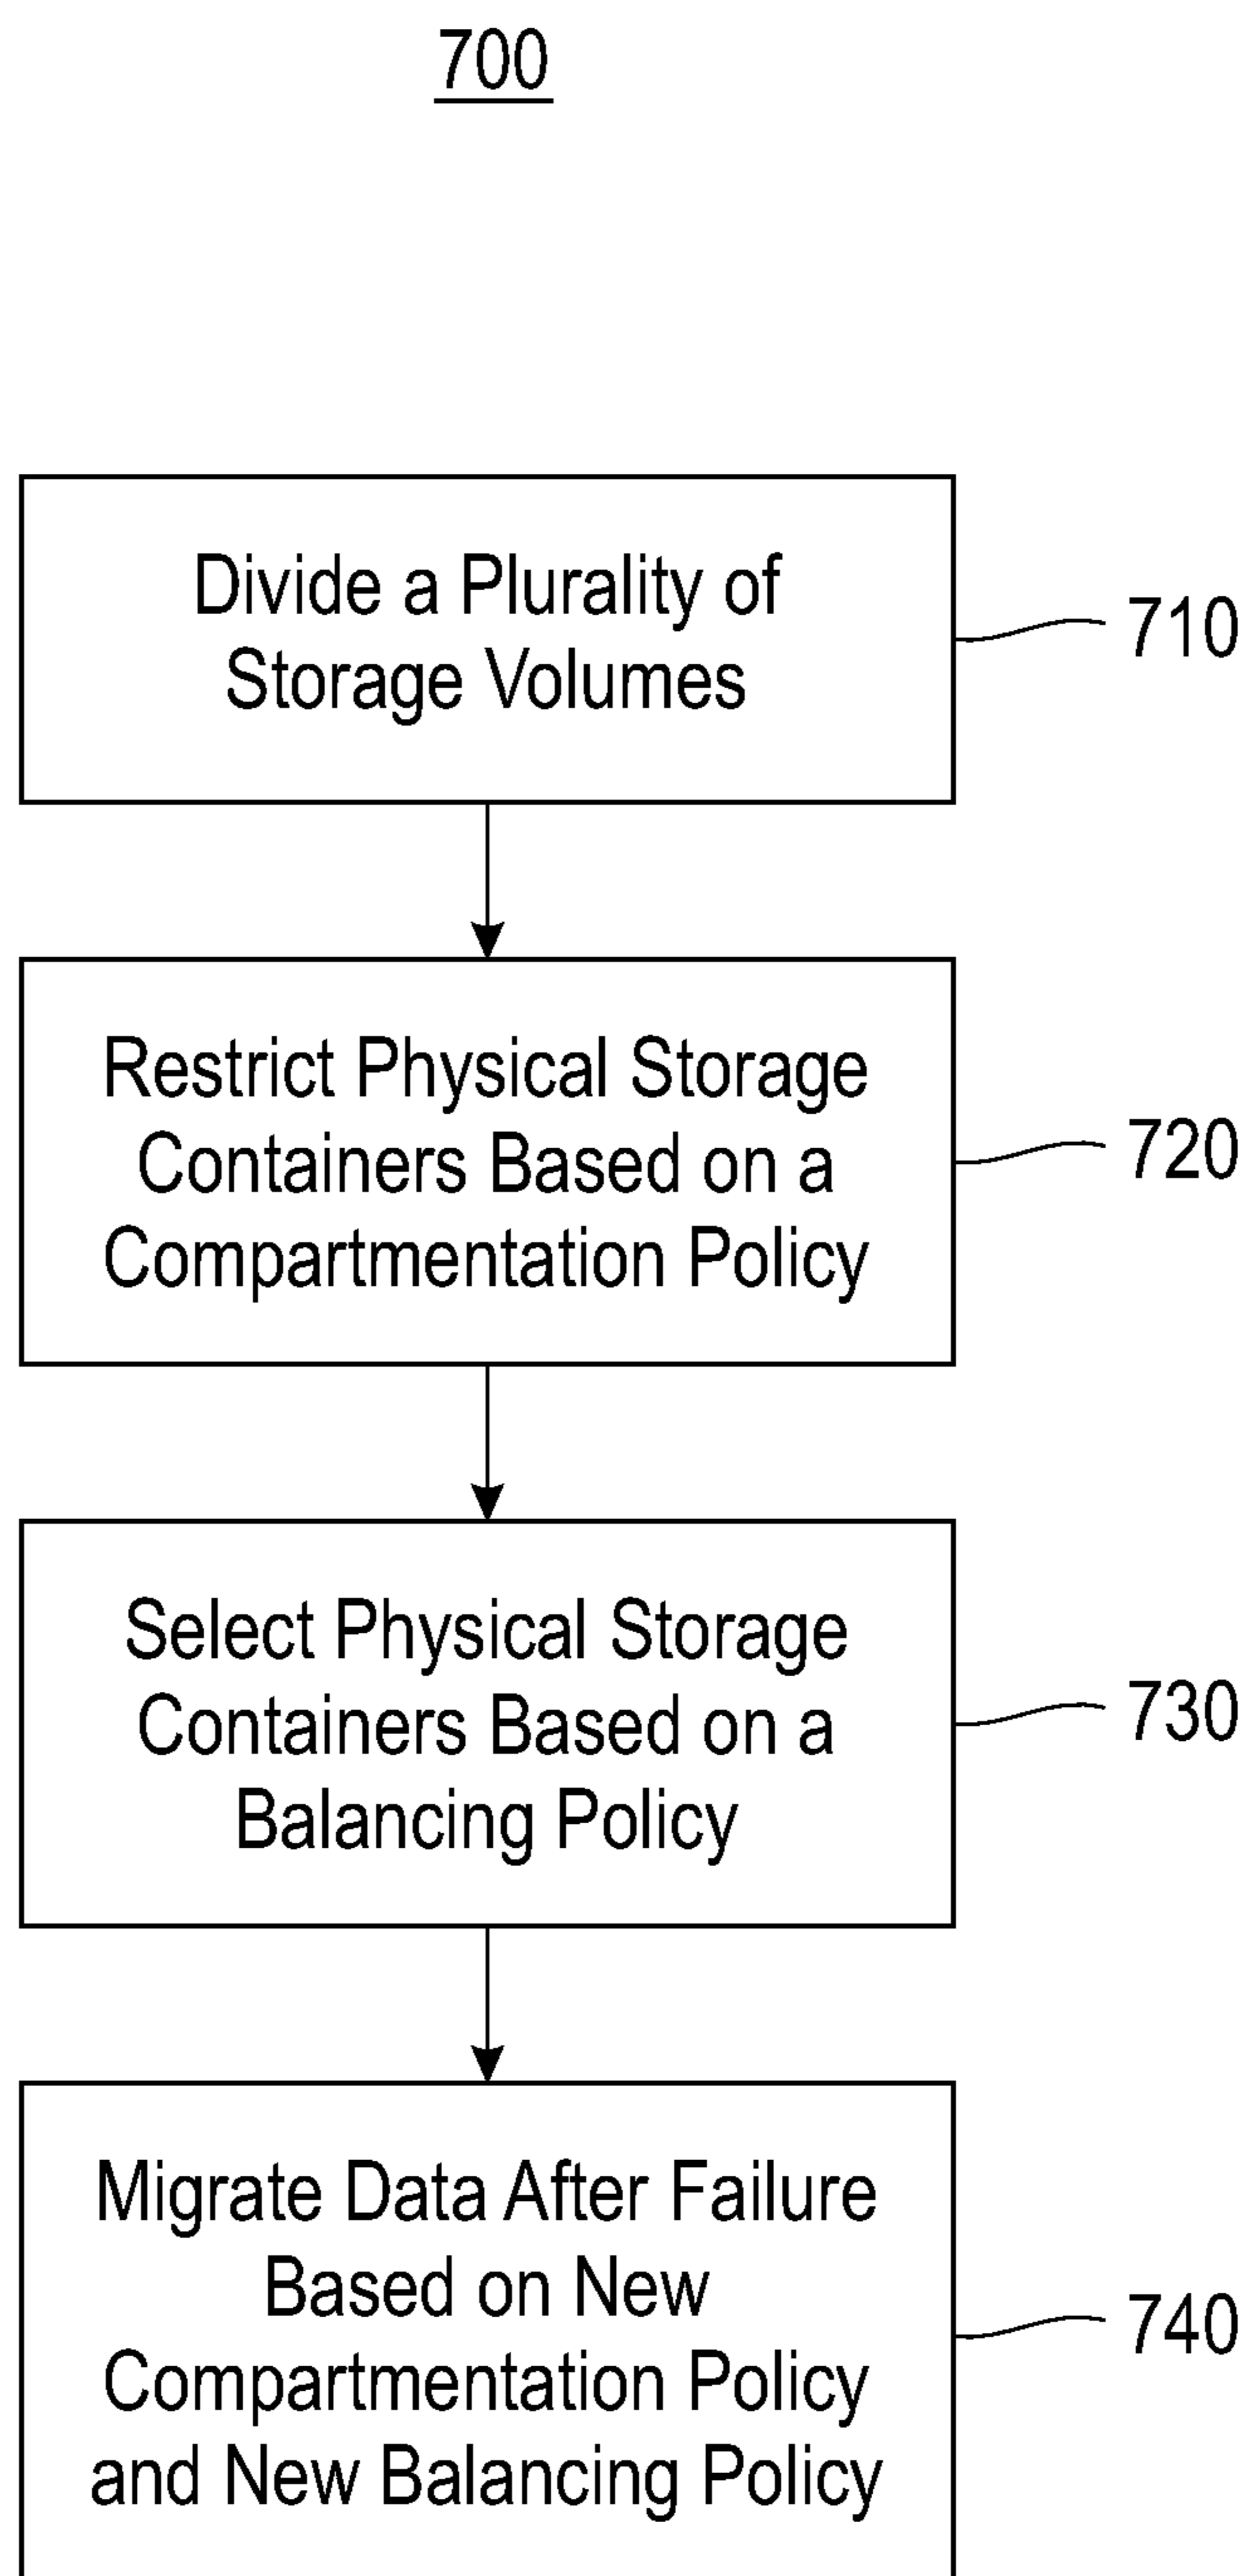 700
Divide a Plurality of
Storage Volumes
710
Restrict Physical Storage
Containers Based on a
Compartmentation Policy
720
Select Physical Storage
Containers Based on a
Balancing Policy
730
Migrate Data After Failure
Based on New
Compartmentation Policy
and New Balancing Policy
740